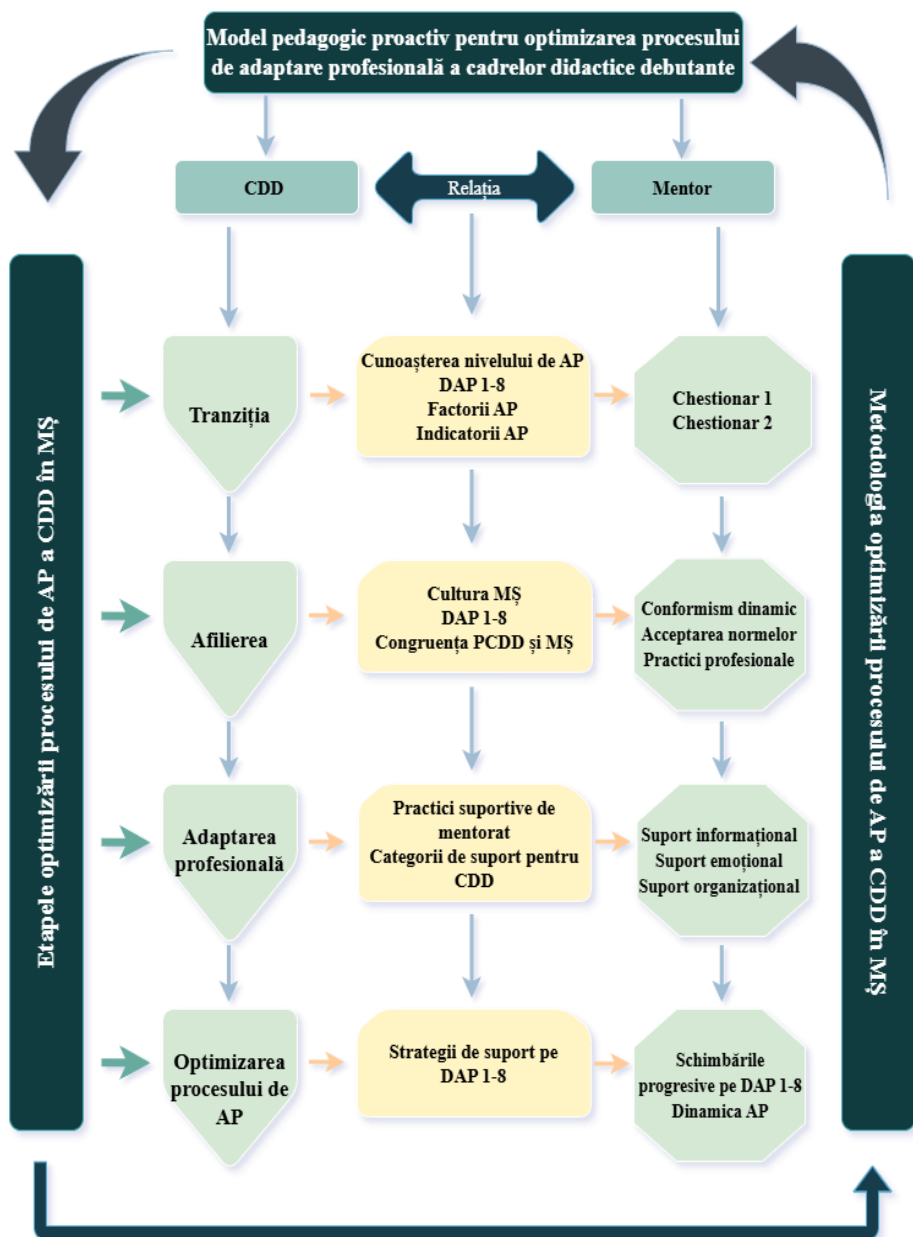 Model pedagogic proactiv pentru optimizarea procesului
de adaptare profesională a cadrelor didactice debutante
CDD
Relația
Mentor
Etapele optimizării procesului de AP a CDD în MȘ
Tranziția
Cunoașterea nivelului de AP
DAP 1-8
Factorii AP
Indicatorii AP
Chestionar 1
Chestionar 2
Afilierea
Cultura MȘ
DAP 1-8
Congruența PCDD și MȘ
Conformism dinamic
Acceptarea normelor
Practici profesionale
Adaptarea
profesională
Practici suportive de
mentorat
Categorii de suport pentru
CDD
Suport informațional
Suport emoțional
Suport organizațional
Optimizarea
procesului de
AP
Strategii de suport pe
DAP 1-8
Schimbările
progresive pe DAP 1-8
Dinamica AP
Metodologia optimizării procesului de AP a CDD în MȘ